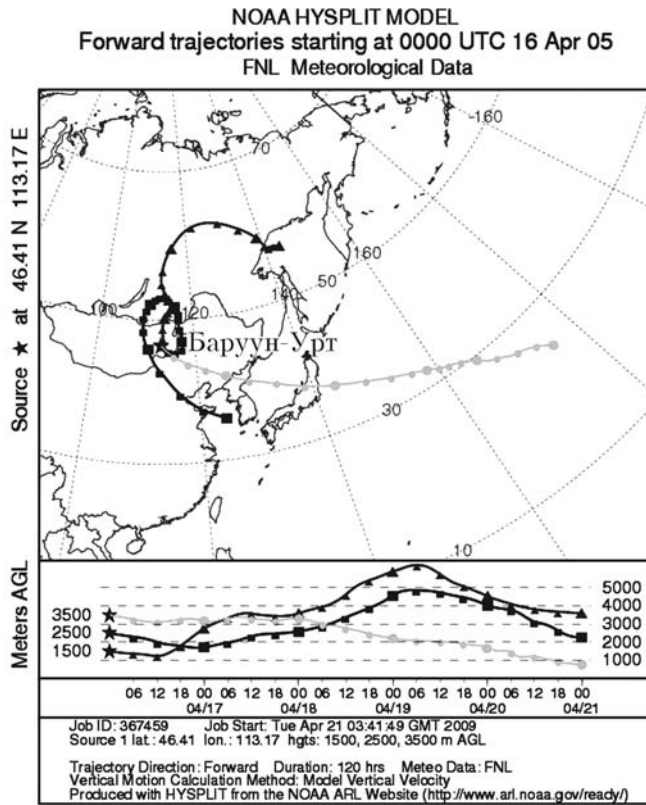 NOAA HYSPLIT MODEL
Forward trajectories starting at 0000 UTC 16 Apr 05
FNL Meteorological Data
Source ★ at 46.41 N 113.17 E
-160
70
160
50
140
120
90
Баруун-Урт
30
10
Meters AGL
3500
2500
1500
5000
4000
3000
2000
1000
06 12 18 00 06 12 18 00 06 12 18 00 06 12 18 00 06 12 18 00
04/17 04/18 04/19 04/20 04/21
Job ID: 367459 Job Start: Tue Apr 21 03:41:49 GMT 2009
Source 1 lat.: 46.41 lon.: 113.17 hgts: 1500, 2500, 3500 m AGL
Trajectory Direction: Forward Duration: 120 hrs Meteo Data: FNL
Vertical Motion Calculation Method: Model Vertical Velocity
Produced with HYSPLIT from the NOAA ARL Website (http://www.arl.noaa.gov/ready/)